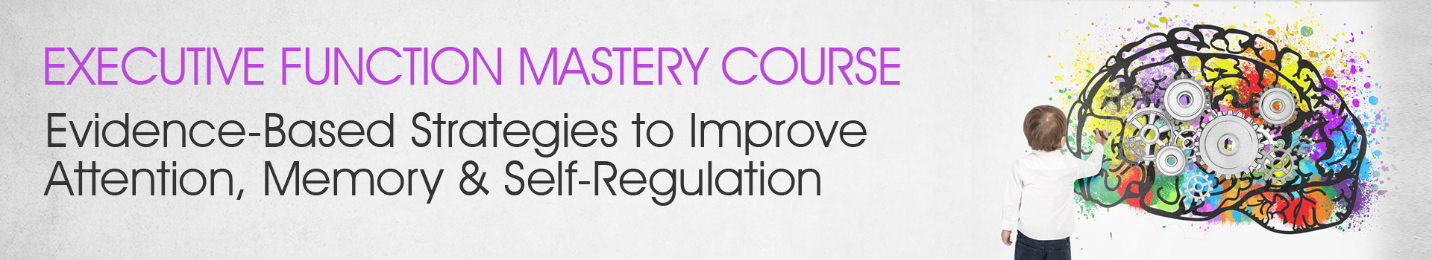 EXECUTIVE FUNCTION MASTERY COURSE
Evidence-Based Strategies to Improve
Attention, Memory & Self-Regulation